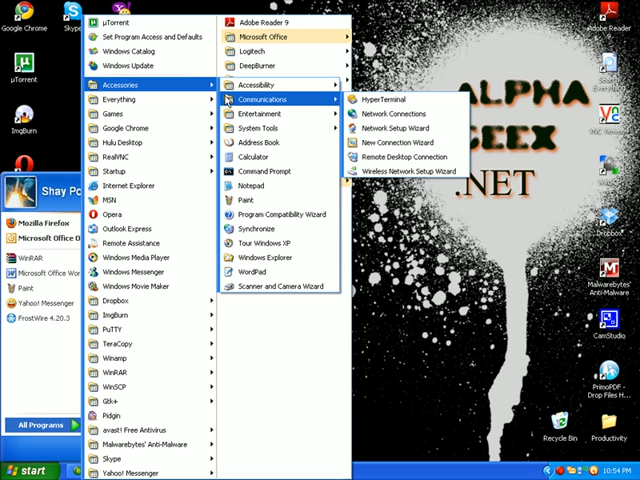 Google Chrome
Skyp
µTorrent
ImgBurn
Opera
µTorrent
Set Program Access and Defaults
Windows Catalog
Windows Update
Accessories
Everything
Games
Google Chrome
Hulu Desktop
RealVNC
Startup
Internet Explorer
MSN
Opera
Outlook Express
Remote Assistance
Windows Media Player
Windows Messenger
Windows Movie Maker
Dropbox
ImgBurn
PuTTY
TeraCopy
Winamp
WinRAR
WinSCP
Gtk+
Pidgin
avast! Free Antivirus
Malwarebytes' Anti-Malware
Skype
Yahoo! Messenger
Adobe Reader 9
Microsoft Office
Logitech
DeepBurner
Accessibility
Communications
Entertainment
System Tools
Address Book
Calculator
Command Prompt
Notepad
Paint
Program Compatibility Wizard
Synchronize
Tour Windows XP
Windows Explorer
WordPad
Scanner and Camera Wizard
HyperTerminal
Network Connections
Network Setup Wizard
New Connection Wizard
Remote Desktop Connection
Wireless Network Setup Wizard
ALPHA
GEEX
.NET
Shay Po
Mozilla Firefox
Microsoft Office O
WinRAR
Microsoft Office Wor
Paint
Yahoo! Messenger
FrostWire 4.20.3
All Programs
start
Adobe Reader
Search
Everything
Dropbox
Malwarebytes'
Anti-Malware
CamStudio
PrimoPDF -
Drop Files H...
Recycle Bin
Productivity
10:54 PM